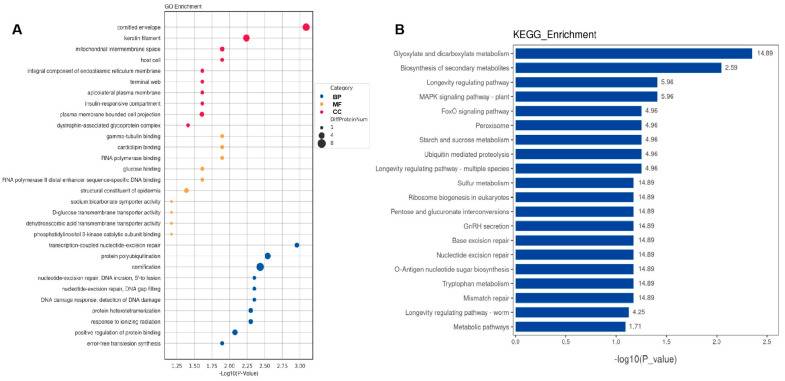 GO Enrichment
A
cornified envelope
keratin filament
mitochondrial intermembrane space
host cell
integral component of endoplasmic reticulum membrane
terminal web
apicolateral plasma membrane
insulin-responsive compartment
plasma membrane bounded cell projection
dystrophin-associated glycoprotein complex
gamma-tubulin binding
cardiolipin binding
RNA polymerase binding
glucose binding
RNA polymerase II distal enhancer sequence-specific DNA binding
structural constituent of epidermis
sodium bicarbonate symporter activity
D-glucose transmembrane transporter activity
dehydroascorbic acid transmembrane transporter activity
phosphatidylinositol 3-kinase catalytic subunit binding
transcription-coupled nucleotide-excision repair
protein polyubiquitination
cornification
nucleotide-excision repair, DNA incision, 5'-to lesion
nucleotide-excision repair, DNA gap filling
DNA damage response, detection of DNA damage
protein heterotetramerization
response to ionizing radiation
positive regulation of protein binding
error-free translesion synthesis
1.25 1.50 1.75 2.00 2.25 2.50 2.75 3.00
-Log10(P-Value)
Category
BP
MF
CC
DiffProteinNum
1
4
8
B
KEGG_Enrichment
Glyoxylate and dicarboxylate metabolism 14.89
Biosynthesis of secondary metabolites 2.59
Longevity regulating pathway 5.96
MAPK signaling pathway - plant 5.96
FoxO signaling pathway 4.96
Peroxisome 4.96
Starch and sucrose metabolism 4.96
Ubiquitin mediated proteolysis 4.96
Longevity regulating pathway - multiple species 4.96
Sulfur metabolism 14.89
Ribosome biogenesis in eukaryotes 14.89
Pentose and glucuronate interconversions 14.89
GnRH secretion 14.89
Base excision repair 14.89
Nucleotide excision repair 14.89
O-Antigen nucleotide sugar biosynthesis 14.89
Tryptophan metabolism 14.89
Mismatch repair 14.89
Longevity regulating pathway - worm 4.25
Metabolic pathways 1.71
0.0 0.5 1.0 1.5 2.0 2.5
-log10(P_value)